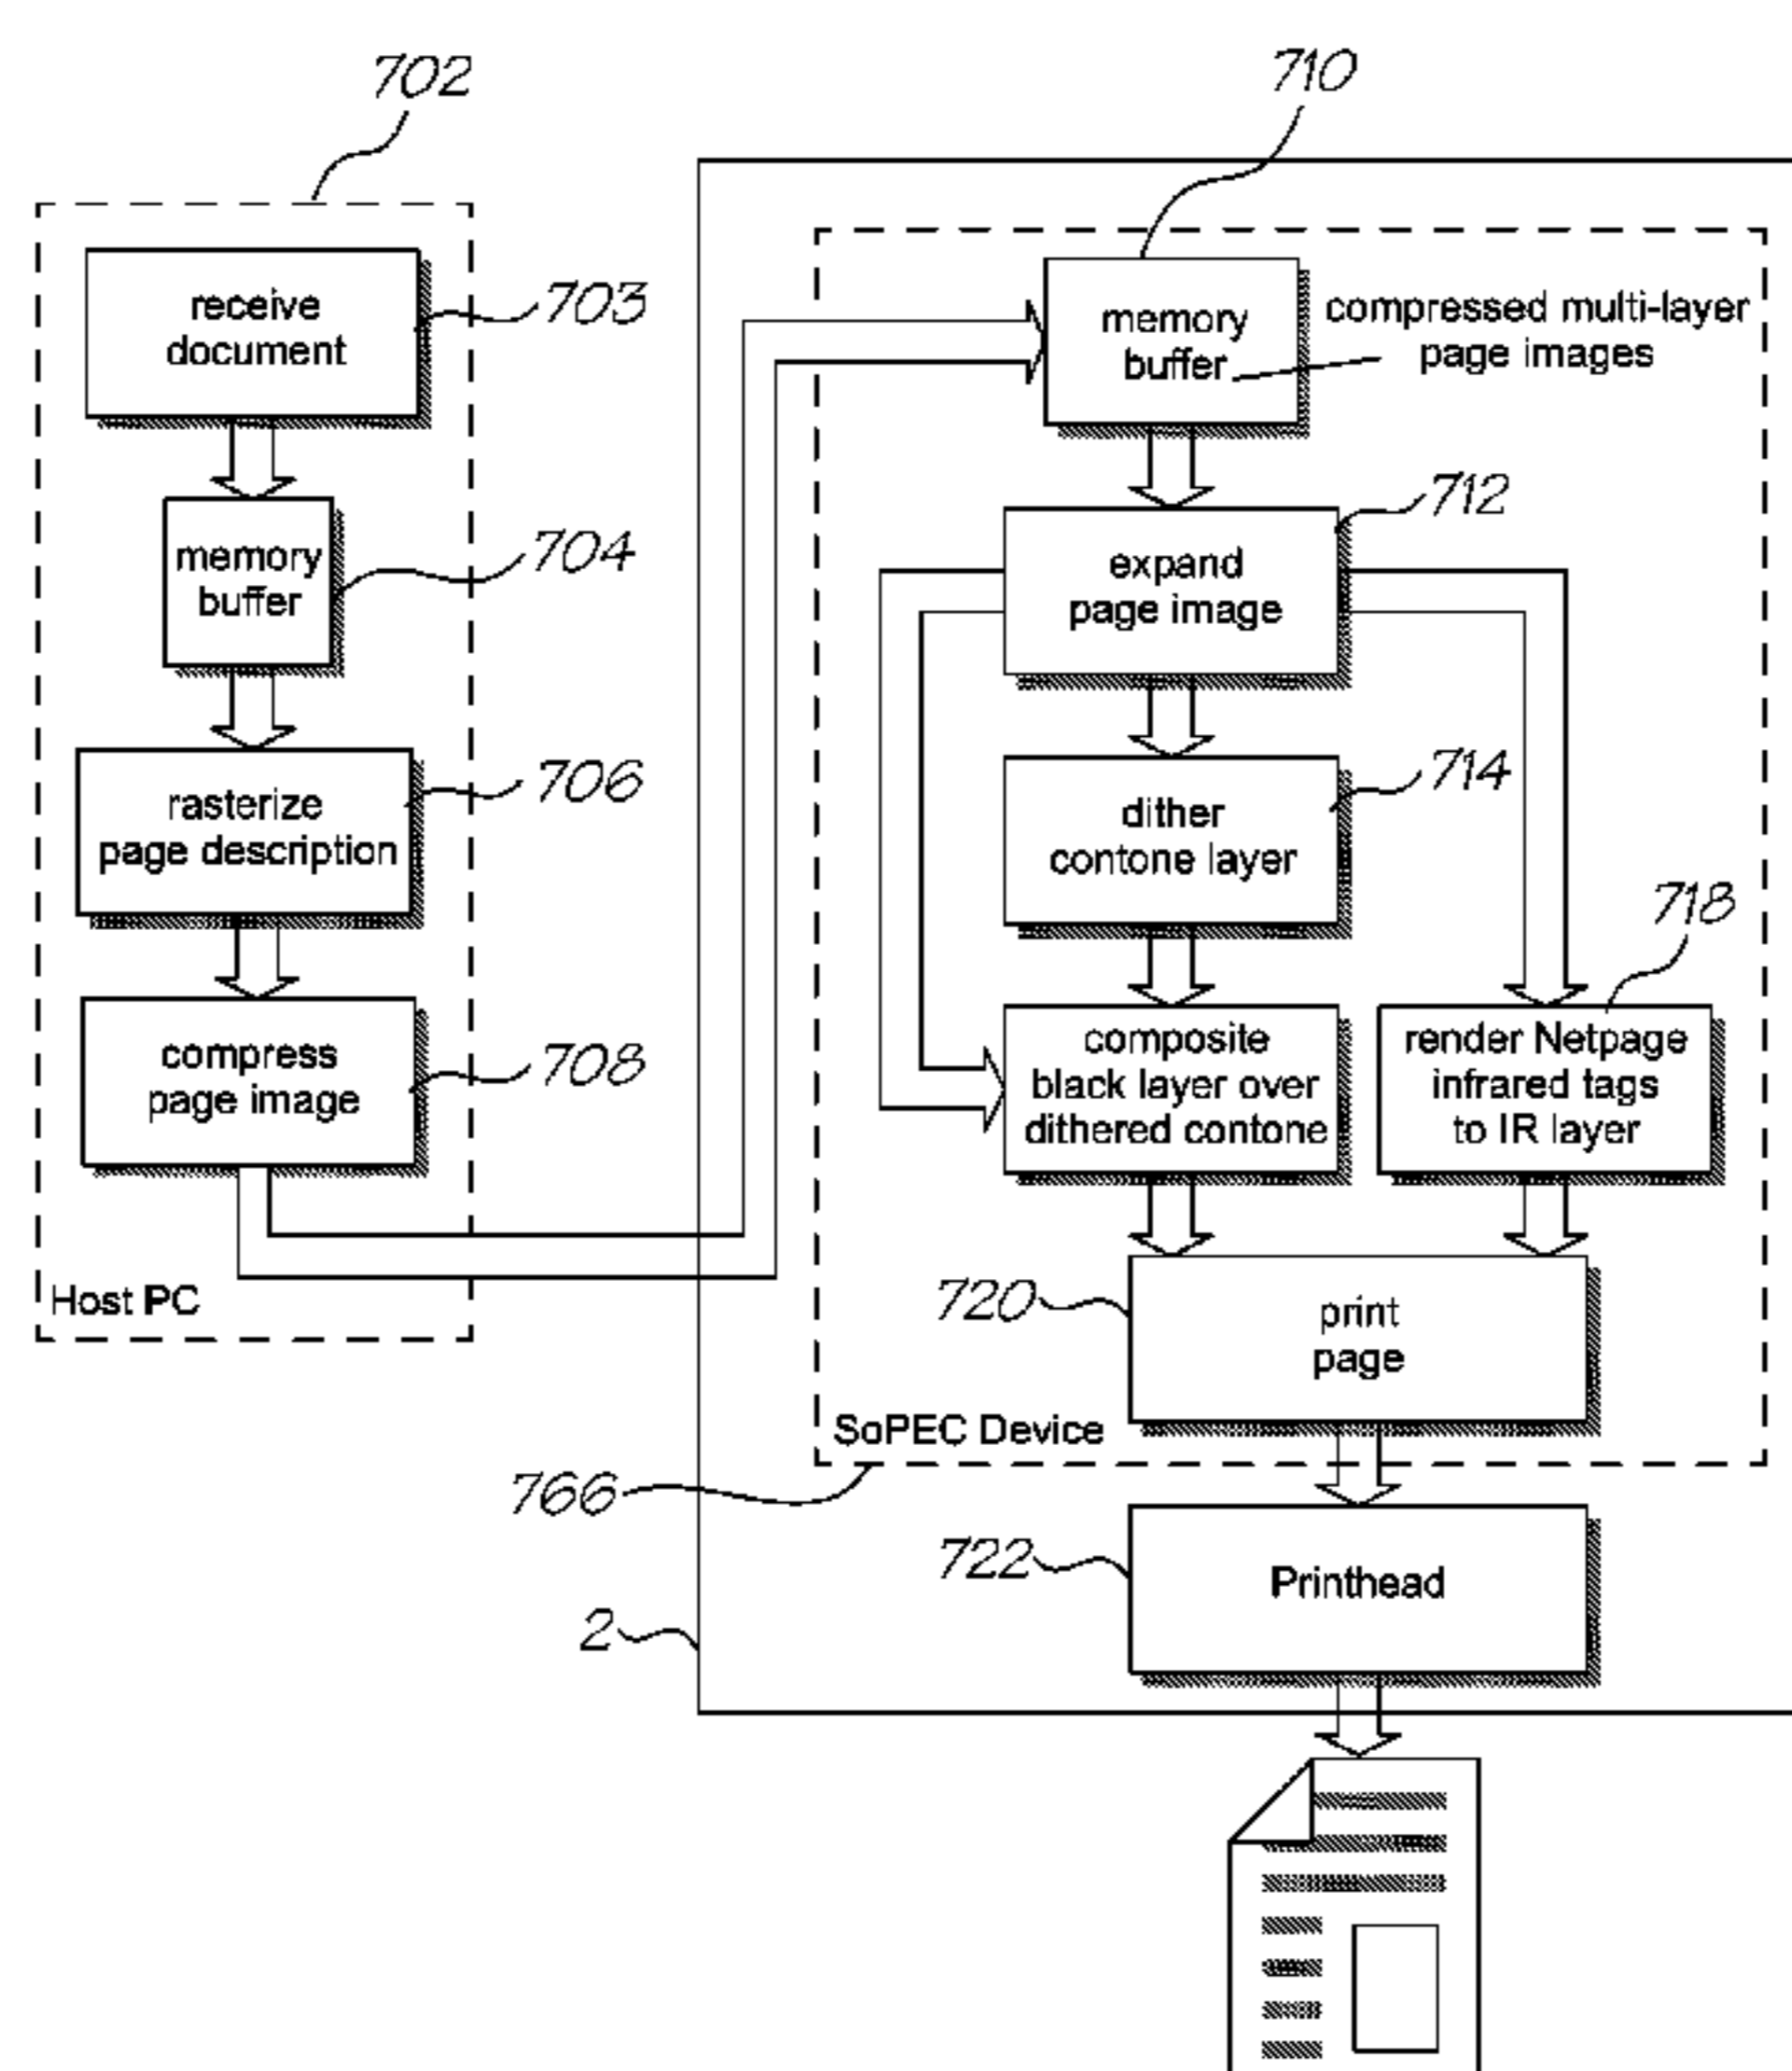 702
receive
document
703
memory
buffer
704
rasterize
page description
706
compress
page image
708
Host PC
710
memory
buffer
compressed multi-layer
page images
expand
page image
712
dither
contone layer
714
718
composite
black layer over
dithered contone
render Netpage
infrared tags
to IR layer
720
print
page
SoPEC Device
766
722
Printhead
2